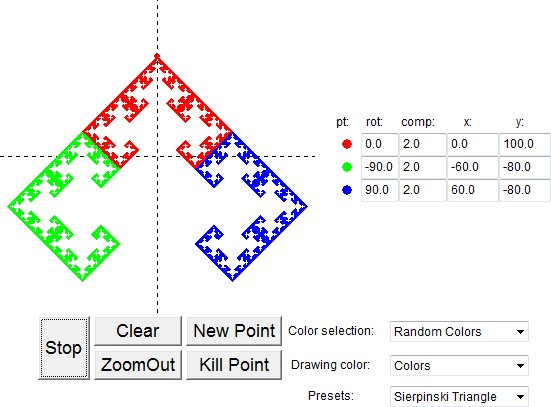 pt: rot: comp: x: y:
0.0 2.0 0.0 100.0
-90.0 2.0 -60.0 -80.0
90.0 2.0 60.0 -80.0
Stop Clear New Point Color selection: Random Colors
ZoomOut Kill Point Drawing color: Colors
Presets: Sierpinski Triangle